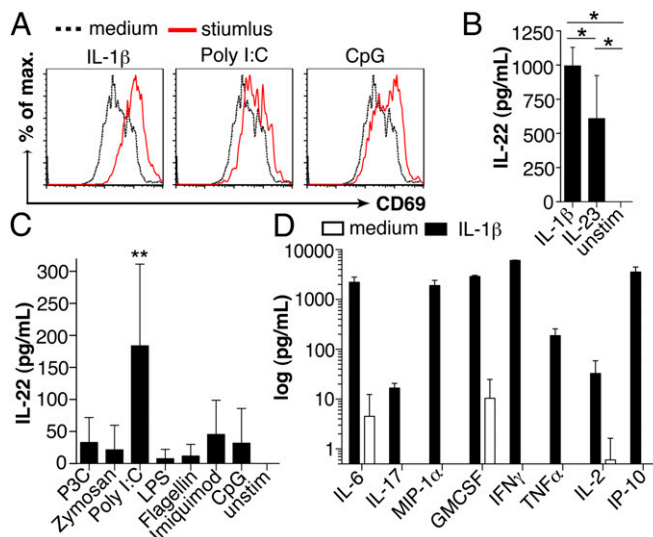 A
medium
stiumlus
IL-1β
Poly I:C
CpG
% of max.
CD69
B
IL-22 (pg/mL)
1250
1000
750
500
250
0
IL-1β
IL-23
unstim
*
*
*
C
IL-22 (pg/mL)
300
250
200
150
100
50
0
**
P3C
Zymosan
Poly I:C
LPS
Flagellin
Imiquimod
CpG
unstim
D
medium
IL-1β
log (pg/mL)
10000
1000
100
10
1
IL-6
IL-17
MIP-1α
GMCSF
IFNγ
TNFα
IL-2
IP-10